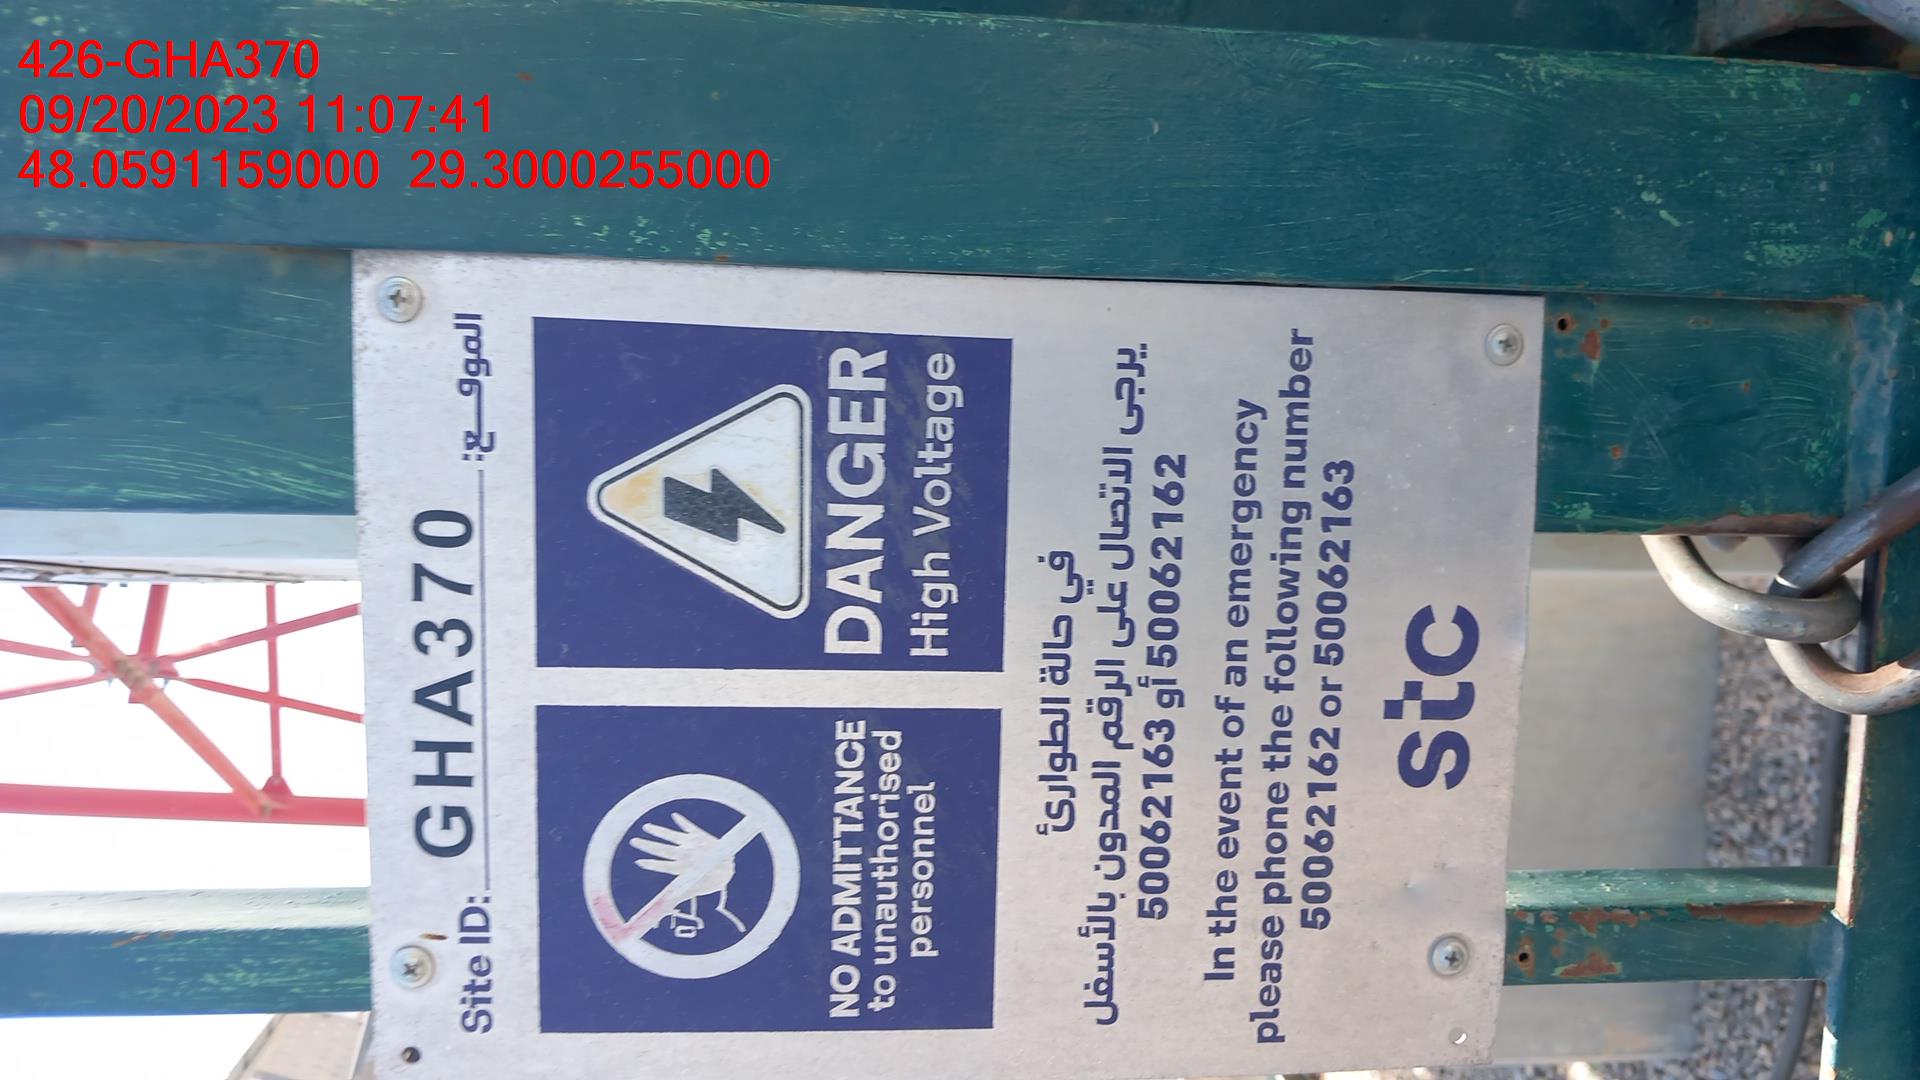 426-GHA370
09/20/2023 11:07:41
48.0591159000 29.3000255000
Site ID: GHA370 الموقع:
NO ADMITTANCE
to unauthorised
personnel
DANGER
High Voltage
في حالة الطوارئ
يرجى الاتصال على الرقم المدون بالأسفل
50062163 أو 50062162
In the event of an emergency
please phone the following number
50062162 or 50062163
stc